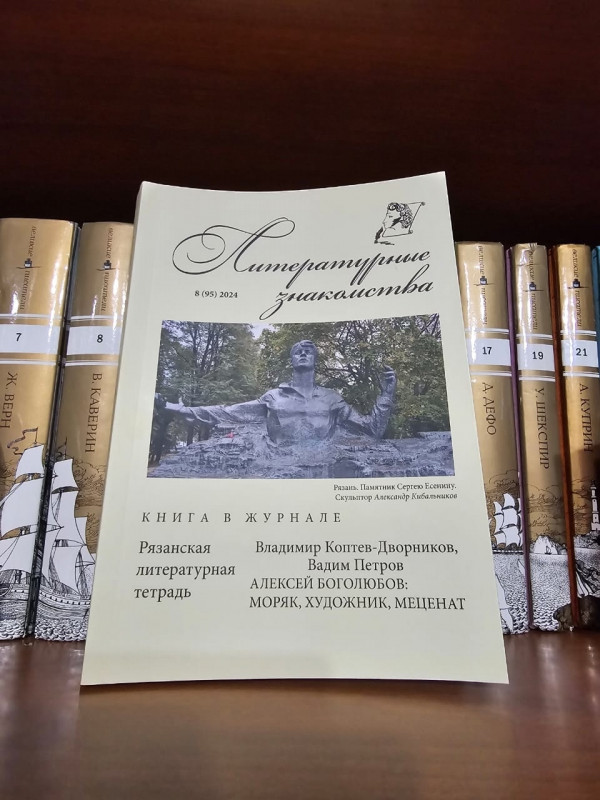 Литературные
знакомства
8 (95) 2024
Рязань. Памятник Сергею Есенину.
Скульптор Александр Кибальников
КНИГА В ЖУРНАЛЕ
Рязанская
литературная
тетрадь
Владимир Коптев-Дворников,
Вадим Петров
АЛЕКСЕЙ БОГОЛЮБОВ:
МОРЯК, ХУДОЖНИК, МЕЦЕНАТ
7
Ж. ВЕРН
8
В. КАВЕРИН
17
Д. ДЕФО
19
У. ШЕКСПИР
21
А. КУПРИН